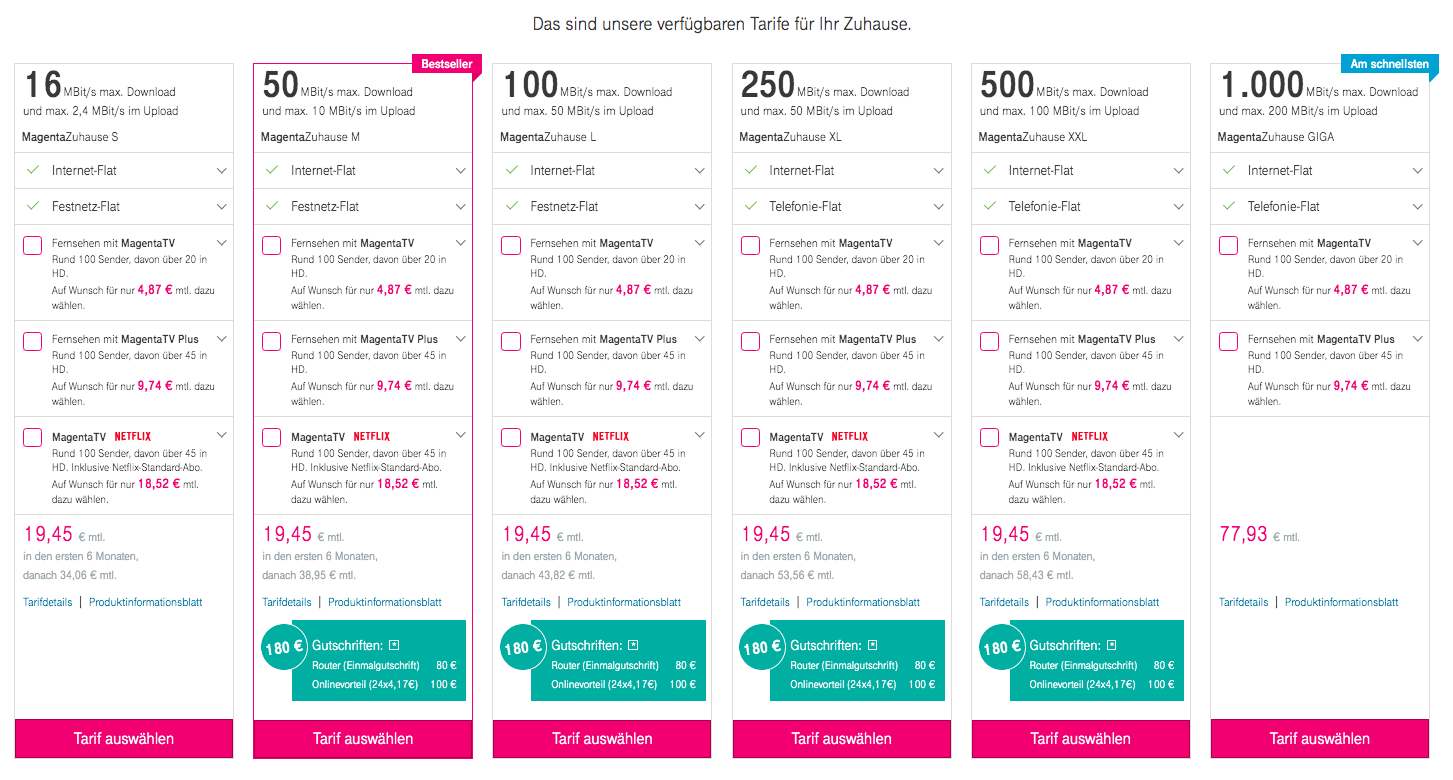 Das sind unsere verfügbaren Tarife für Ihr Zuhause.
16 MBit/s max. Download
und max. 2,4 MBit/s im Upload
MagentaZuhause S
Internet-Flat
Festnetz-Flat
Fernsehen mit MagentaTV
Rund 100 Sender, davon über 20 in
HD.
Auf Wunsch für nur 4,87 € mtl. dazu
wählen.
Fernsehen mit MagentaTV Plus
Rund 100 Sender, davon über 45 in
HD.
Auf Wunsch für nur 9,74 € mtl. dazu
wählen.
MagentaTV NETFLIX
Rund 100 Sender, davon über 45 in
HD. Inklusive Netflix-Standard-Abo.
Auf Wunsch für nur 18,52 € mtl.
dazu wählen.
19,45 € mtl.
in den ersten 6 Monaten,
danach 34,06 € mtl.
Tarifdetails | Produktinformationsblatt
Tarif auswählen
Bestseller
50 MBit/s max. Download
und max. 10 MBit/s im Upload
MagentaZuhause M
Internet-Flat
Festnetz-Flat
Fernsehen mit MagentaTV
Rund 100 Sender, davon über 20 in
HD.
Auf Wunsch für nur 4,87 € mtl. dazu
wählen.
Fernsehen mit MagentaTV Plus
Rund 100 Sender, davon über 45 in
HD.
Auf Wunsch für nur 9,74 € mtl. dazu
wählen.
MagentaTV NETFLIX
Rund 100 Sender, davon über 45 in
HD. Inklusive Netflix-Standard-Abo.
Auf Wunsch für nur 18,52 € mtl.
dazu wählen.
19,45 € mtl.
in den ersten 6 Monaten,
danach 38,95 € mtl.
Tarifdetails | Produktinformationsblatt
180 €
Gutschriften:
Router (Einmalgutschrift) 80 €
Onlinevorteil (24x4,17€) 100 €
Tarif auswählen
100 MBit/s max. Download
und max. 50 MBit/s im Upload
MagentaZuhause L
Internet-Flat
Festnetz-Flat
Fernsehen mit MagentaTV
Rund 100 Sender, davon über 20 in
HD.
Auf Wunsch für nur 4,87 € mtl. dazu
wählen.
Fernsehen mit MagentaTV Plus
Rund 100 Sender, davon über 45 in
HD.
Auf Wunsch für nur 9,74 € mtl. dazu
wählen.
MagentaTV NETFLIX
Rund 100 Sender, davon über 45 in
HD. Inklusive Netflix-Standard-Abo.
Auf Wunsch für nur 18,52 € mtl.
dazu wählen.
19,45 € mtl.
in den ersten 6 Monaten,
danach 43,82 € mtl.
Tarifdetails | Produktinformationsblatt
180 €
Gutschriften:
Router (Einmalgutschrift) 80 €
Onlinevorteil (24x4,17€) 100 €
Tarif auswählen
250 MBit/s max. Download
und max. 50 MBit/s im Upload
MagentaZuhause XL
Internet-Flat
Telefonie-Flat
Fernsehen mit MagentaTV
Rund 100 Sender, davon über 20 in
HD.
Auf Wunsch für nur 4,87 € mtl. dazu
wählen.
Fernsehen mit MagentaTV Plus
Rund 100 Sender, davon über 45 in
HD.
Auf Wunsch für nur 9,74 € mtl. dazu
wählen.
MagentaTV NETFLIX
Rund 100 Sender, davon über 45 in
HD. Inklusive Netflix-Standard-Abo.
Auf Wunsch für nur 18,52 € mtl.
dazu wählen.
19,45 € mtl.
in den ersten 6 Monaten,
danach 53,56 € mtl.
Tarifdetails | Produktinformationsblatt
180 €
Gutschriften:
Router (Einmalgutschrift) 80 €
Onlinevorteil (24x4,17€) 100 €
Tarif auswählen
500 MBit/s max. Download
und max. 100 MBit/s im Upload
MagentaZuhause XXL
Internet-Flat
Telefonie-Flat
Fernsehen mit MagentaTV
Rund 100 Sender, davon über 20 in
HD.
Auf Wunsch für nur 4,87 € mtl. dazu
wählen.
Fernsehen mit MagentaTV Plus
Rund 100 Sender, davon über 45 in
HD.
Auf Wunsch für nur 9,74 € mtl. dazu
wählen.
MagentaTV NETFLIX
Rund 100 Sender, davon über 45 in
HD. Inklusive Netflix-Standard-Abo.
Auf Wunsch für nur 18,52 € mtl.
dazu wählen.
19,45 € mtl.
in den ersten 6 Monaten,
danach 58,43 € mtl.
Tarifdetails | Produktinformationsblatt
180 €
Gutschriften:
Router (Einmalgutschrift) 80 €
Onlinevorteil (24x4,17€) 100 €
Tarif auswählen
Am schnellsten
1.000 MBit/s max. Download
und max. 200 MBit/s im Upload
MagentaZuhause GIGA
Internet-Flat
Telefonie-Flat
Fernsehen mit MagentaTV
Rund 100 Sender, davon über 20 in
HD.
Auf Wunsch für nur 4,87 € mtl. dazu
wählen.
Fernsehen mit MagentaTV Plus
Rund 100 Sender, davon über 45 in
HD.
Auf Wunsch für nur 9,74 € mtl. dazu
wählen.
77,93 € mtl.
Tarifdetails | Produktinformationsblatt
Tarif auswählen